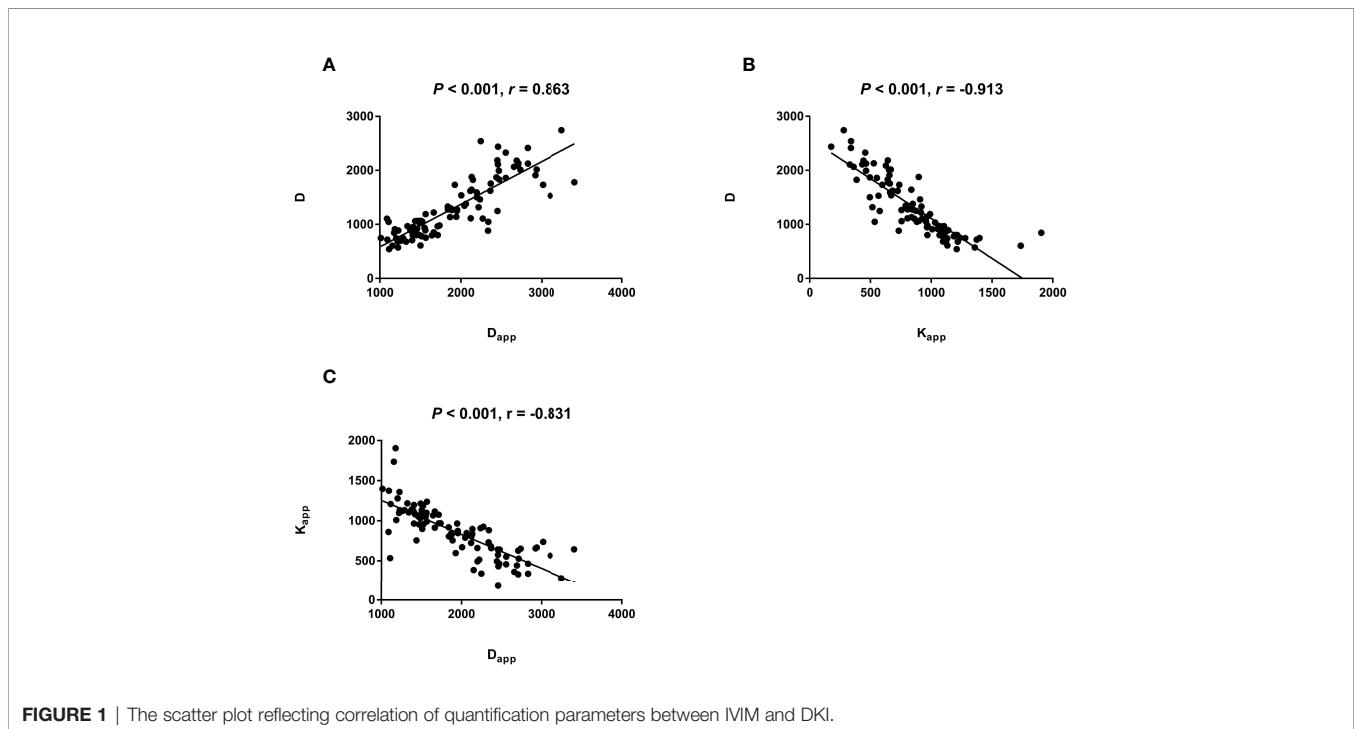 A
P < 0.001, r = 0.863
3000
2000
1000
0
D
1000 2000 3000 4000
Dapp
B
P < 0.001, r = -0.913
3000
2000
1000
0
D
0 500 1000 1500 2000
Kapp
C
P < 0.001, r = -0.831
2000
1500
1000
500
0
Kapp
1000 2000 3000 4000
Dapp
FIGURE 1 | The scatter plot reflecting correlation of quantification parameters between IVIM and DKI.